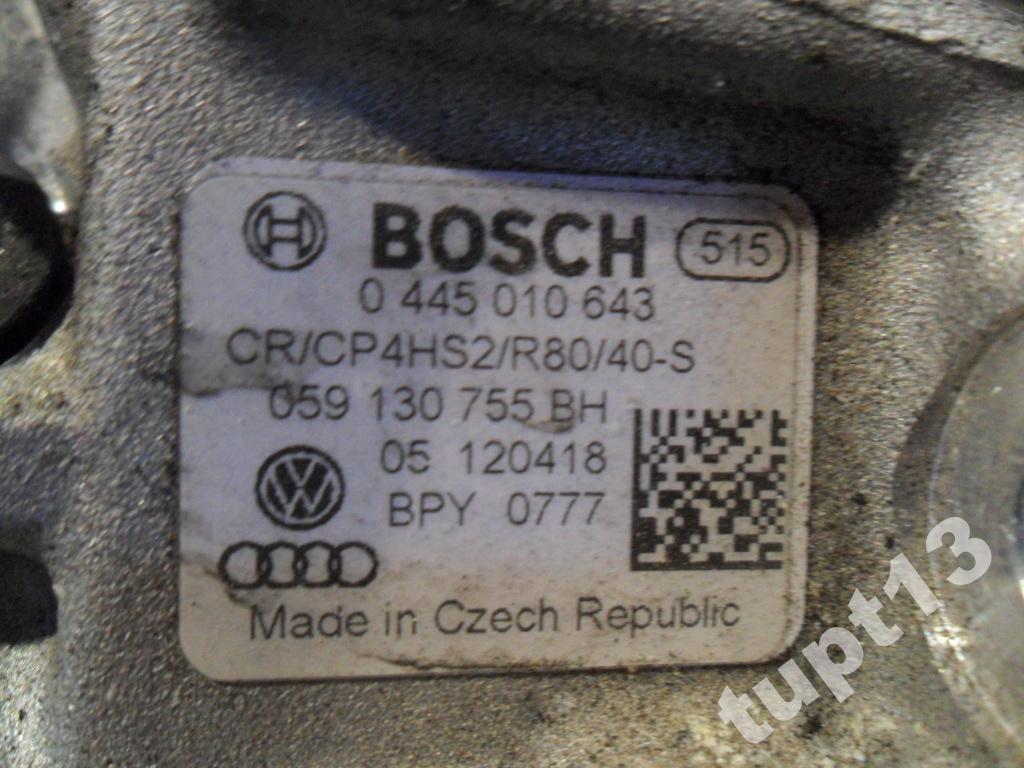 BOSCH 515
0 445 010 643
CR/CP4HS2/R80/40-S
059 130 755 BH
05 120418
BPY 0777
Made in Czech Republic
tupt13